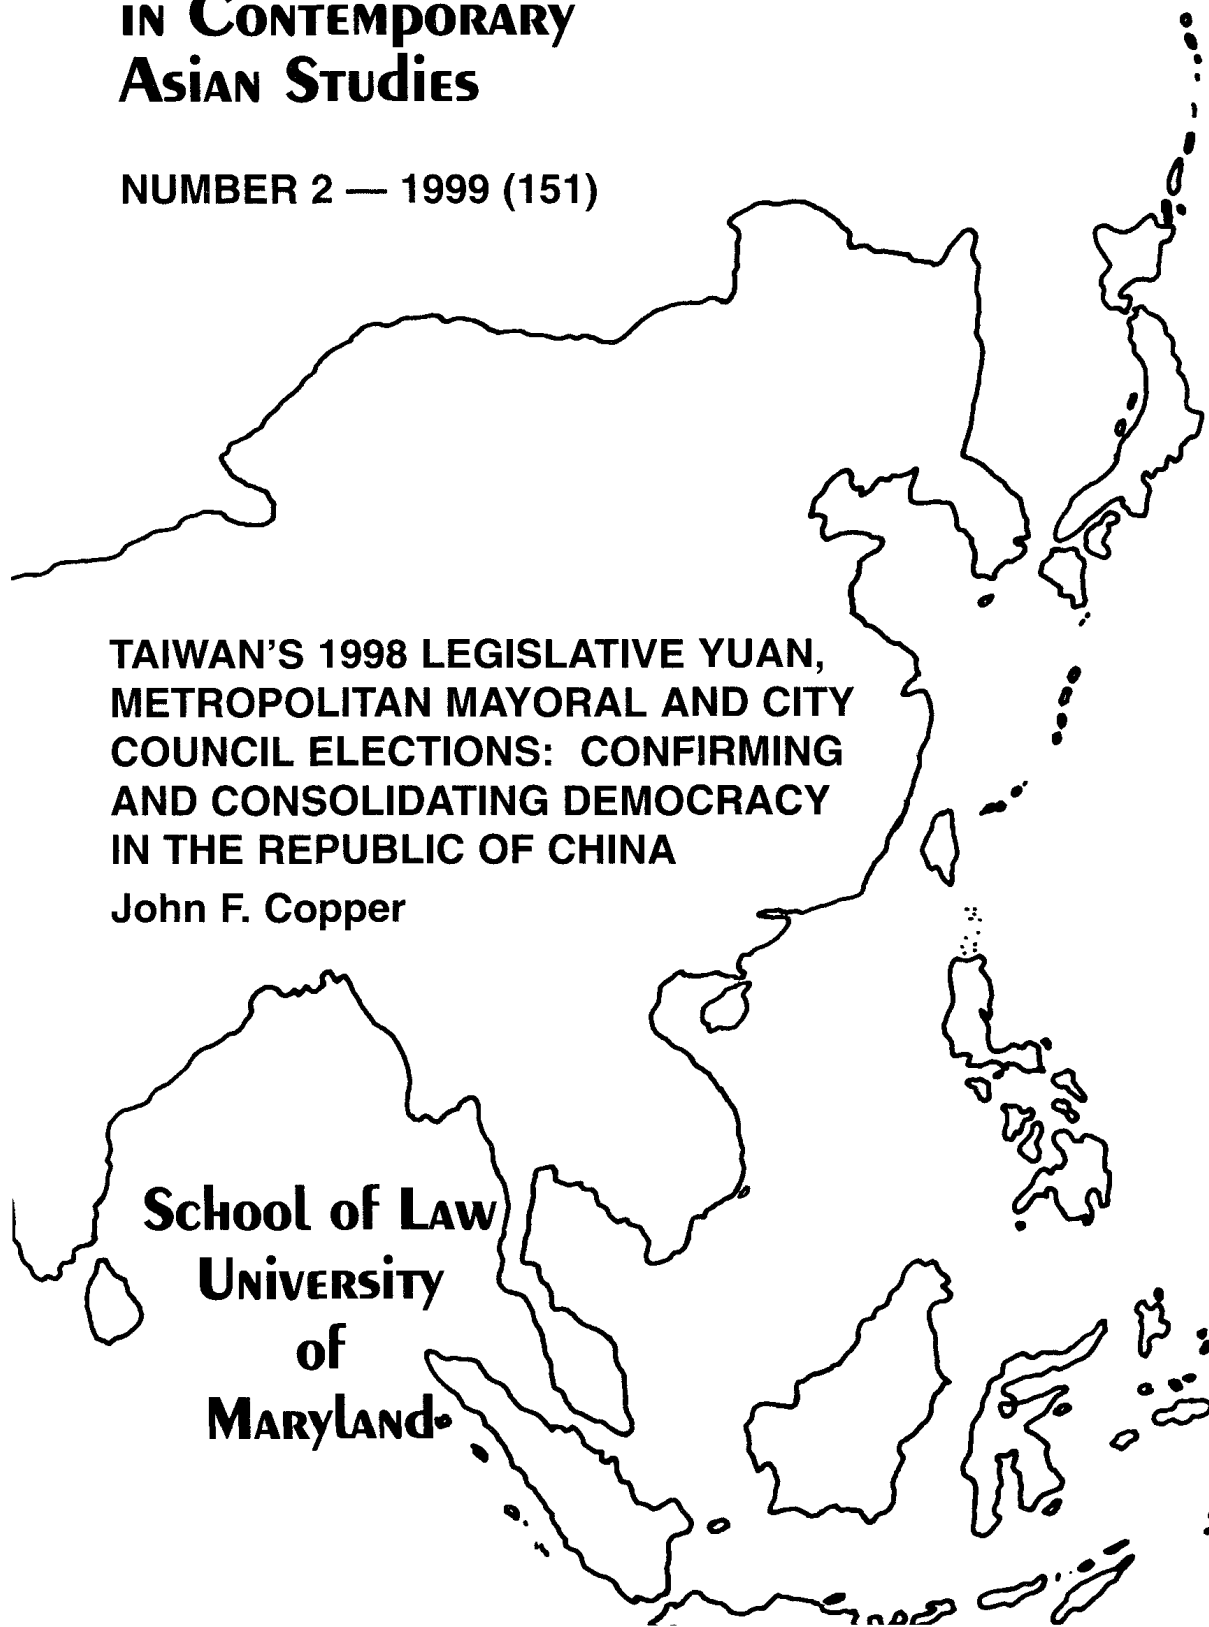 IN CONTEMPORARY
ASIAN STUDIES
NUMBER 2 — 1999 (151)
TAIWAN'S 1998 LEGISLATIVE YUAN,
METROPOLITAN MAYORAL AND CITY
COUNCIL ELECTIONS: CONFIRMING
AND CONSOLIDATING DEMOCRACY
IN THE REPUBLIC OF CHINA
John F. Copper
School of Law
University
of
Maryland